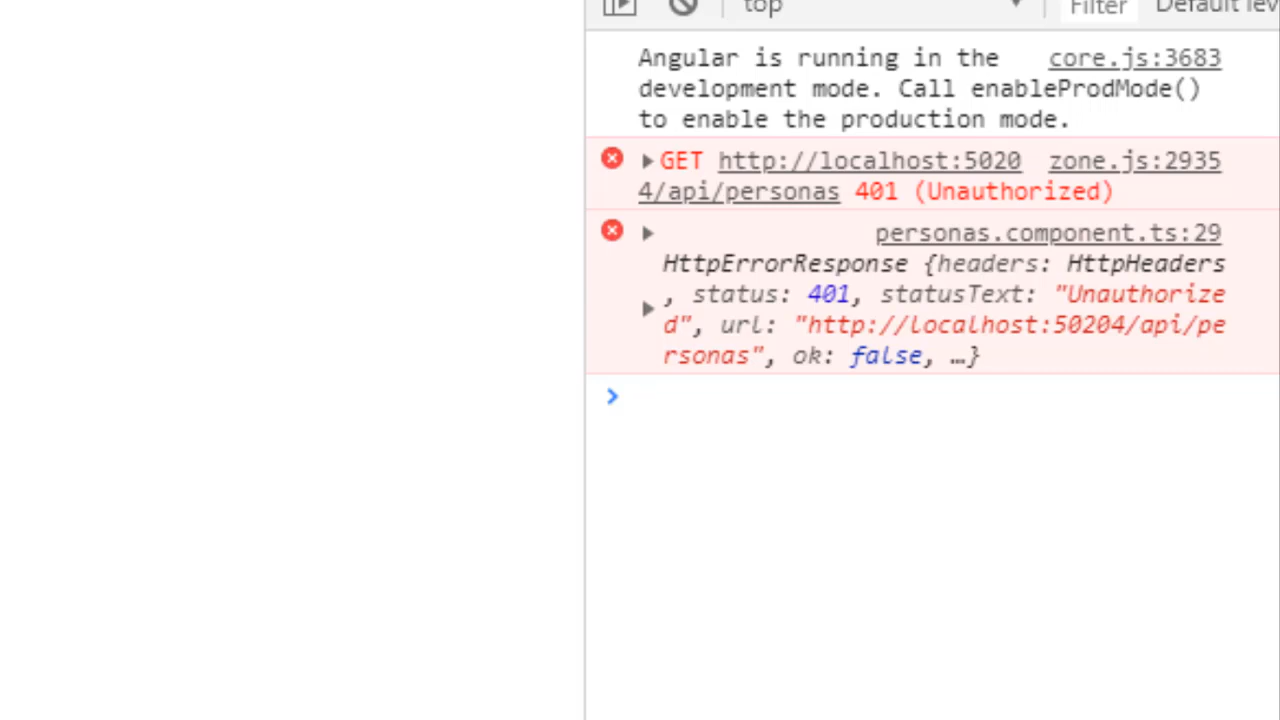 top Filter Default lev
Angular is running in the core.js:3683
development mode. Call enableProdMode()
to enable the production mode.
GET http://localhost:5020 zone.js:2935
4/api/personas 401 (Unauthorized)
personas.component.ts:29
HttpErrorResponse {headers: HttpHeaders
, status: 401, statusText: "Unauthorize
d", url: "http://localhost:50204/api/pe
rsonas", ok: false, …}